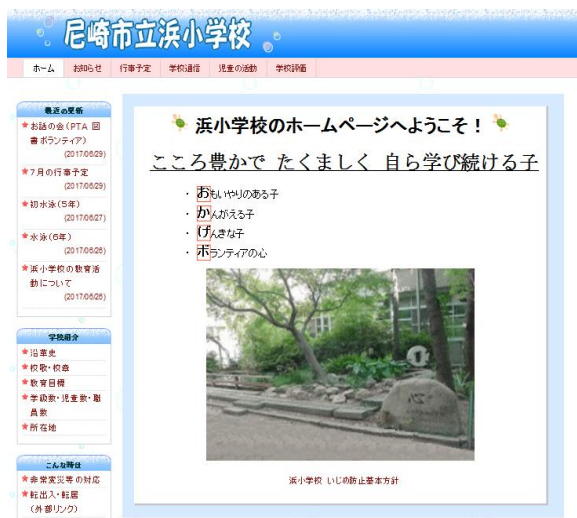 尼崎市立浜小学校
ホーム お知らせ 行事予定 学校通信 児童の活動 学校評価
最近の更新
お話の会(PTA 図
書ボランティア)
(2017/06/29)
7月の行事予定
(2017/06/29)
初水泳(5年)
(2017/06/27)
水泳(6年)
(2017/06/26)
浜小学校の教育活
動について
(2017/06/26)
学校紹介
沿革史
校歌・校章
教育目標
学級数・児童数・職
員数
所在地
こんな時は
非常変災等の対応
転出入・転居
(外部リンク)
浜小学校のホームページへようこそ!
こころ豊かで たくましく 自ら学び続ける子
・ おもいやりのある子
・ かんがえる子
・ げんきな子
・ ボランティアの心
心
浜小学校 いじめ防止基本方針